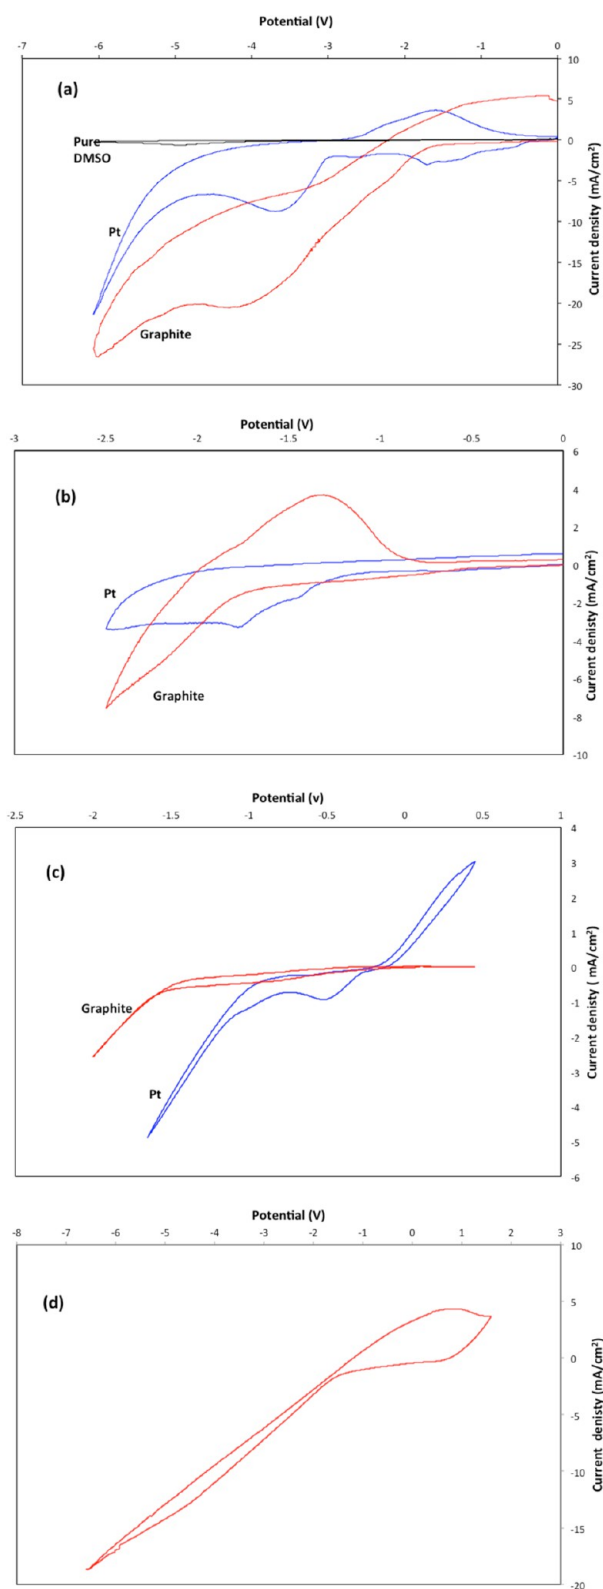 Potential (V)
-7 -6 -5 -4 -3 -2 -1 0
10
(a)
5
Pure
DMSO
0
-5
Pt
-10
-15
-20
Graphite
-25
-30
Current density (mA/cm²)
Potential (V)
-3 -2.5 -2 -1.5 -1 -0.5 0
6
(b)
4
2
0
Pt
-2
-4
-6
Graphite
-8
-10
Current denisty (mA/cm²)
Potential (v)
-2.5 -2 -1.5 -1 -0.5 0 0.5 1
4
(c)
3
2
1
0
Graphite
-1
-2
-3
Pt
-4
-5
-6
Current denisty ( mA/cm²)
Potential (V)
-8 -7 -6 -5 -4 -3 -2 -1 0 1 2 3
10
(d)
5
0
-5
-10
-15
-20
Current denisty (mA/cm²)